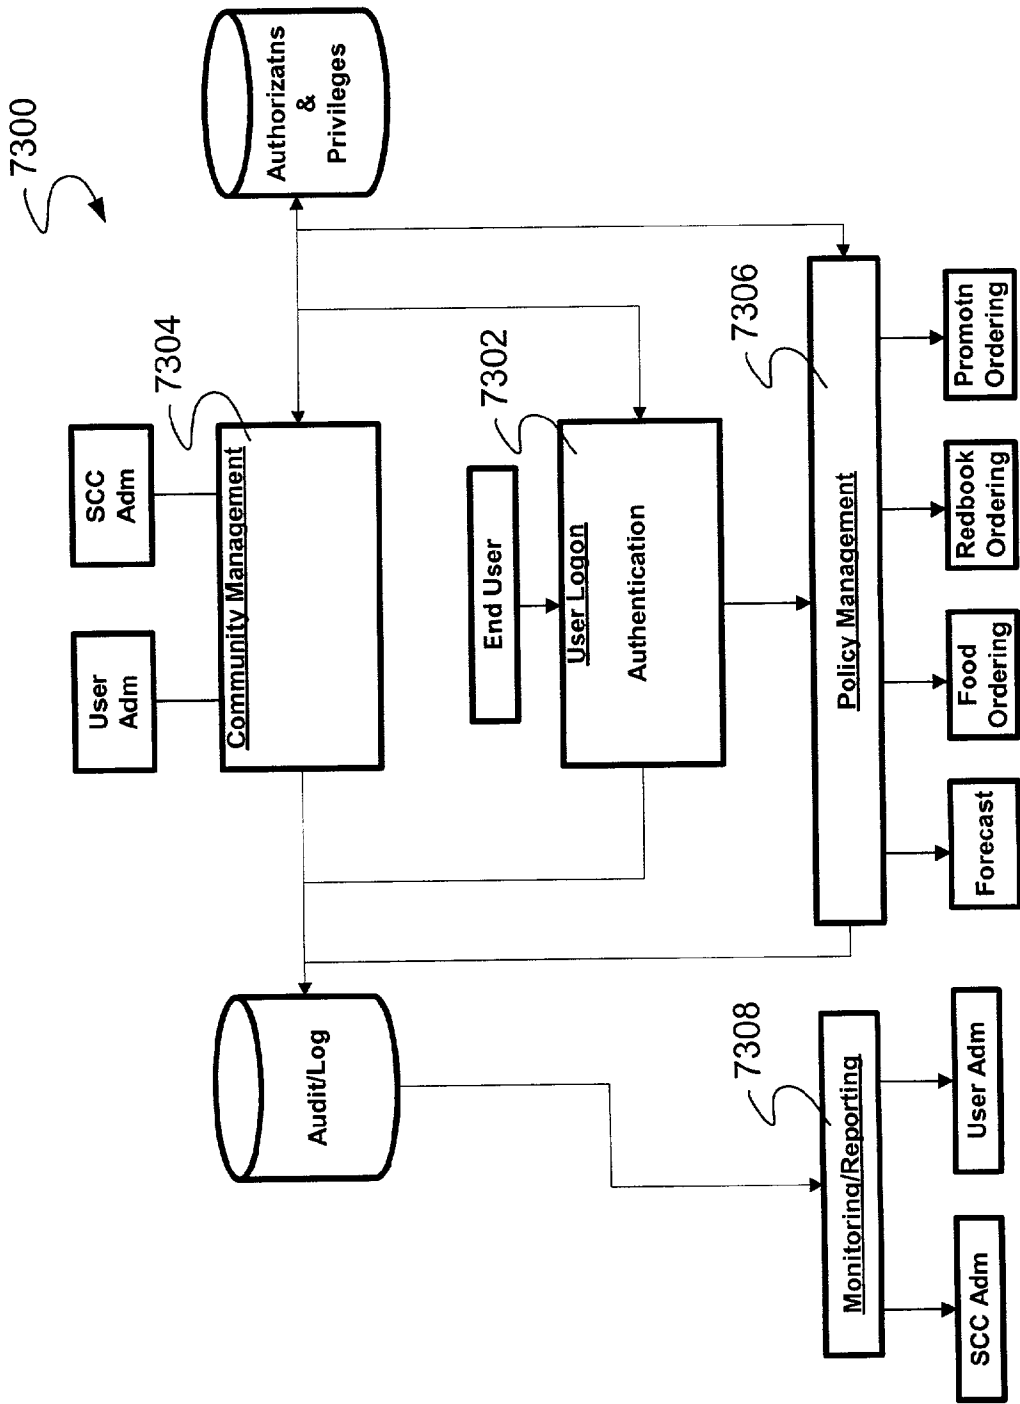 7300
User
Adm
SCC
Adm
7304
Community Management
Authorizatns
&
Privileges
Audit/Log
End User
7302
User Logon
Authentication
7308
Monitoring/Reporting
7306
Policy Management
SCC Adm
User Adm
Forecast
Food
Ordering
Redbook
Ordering
Promotn
Ordering